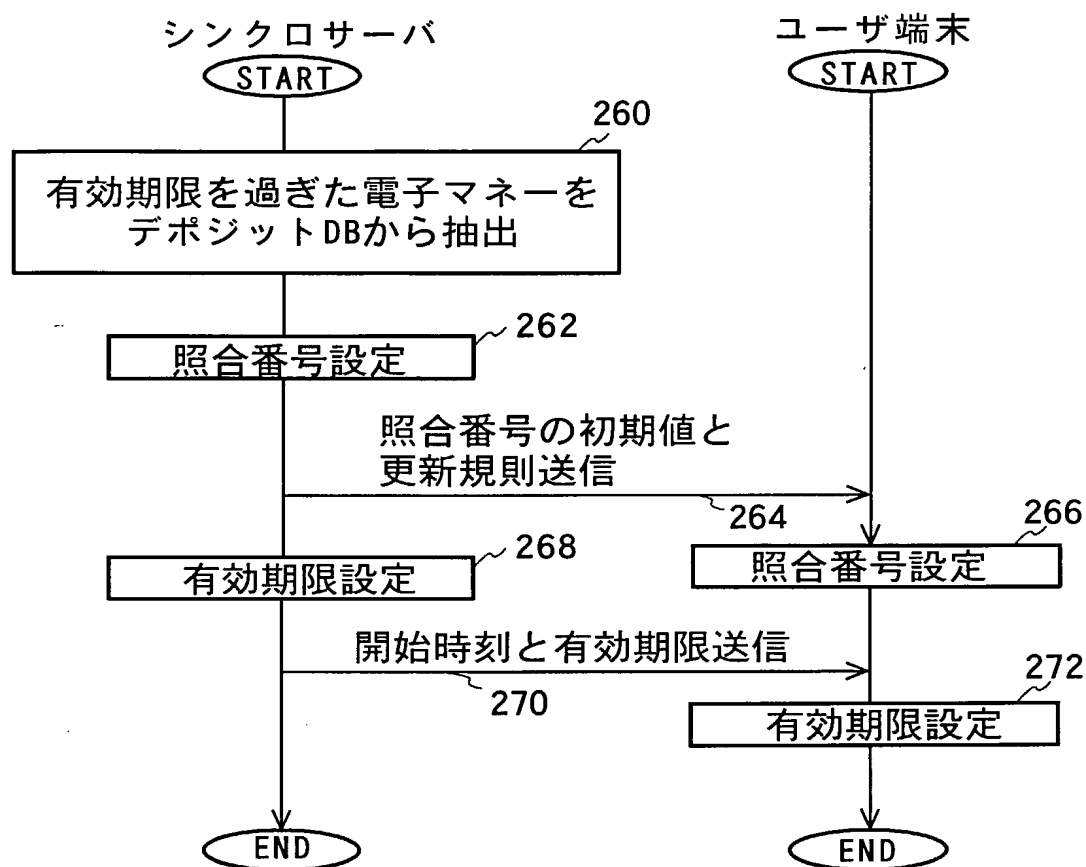 シンクロサーバ
ユーザ端末
START
START
260
有効期限を過ぎた電子マネーを
デポジットDBから抽出
262
照合番号設定
照合番号の初期値と
更新規則送信
264
266
268
照合番号設定
有効期限設定
開始時刻と有効期限送信
270
272
有効期限設定
END
END